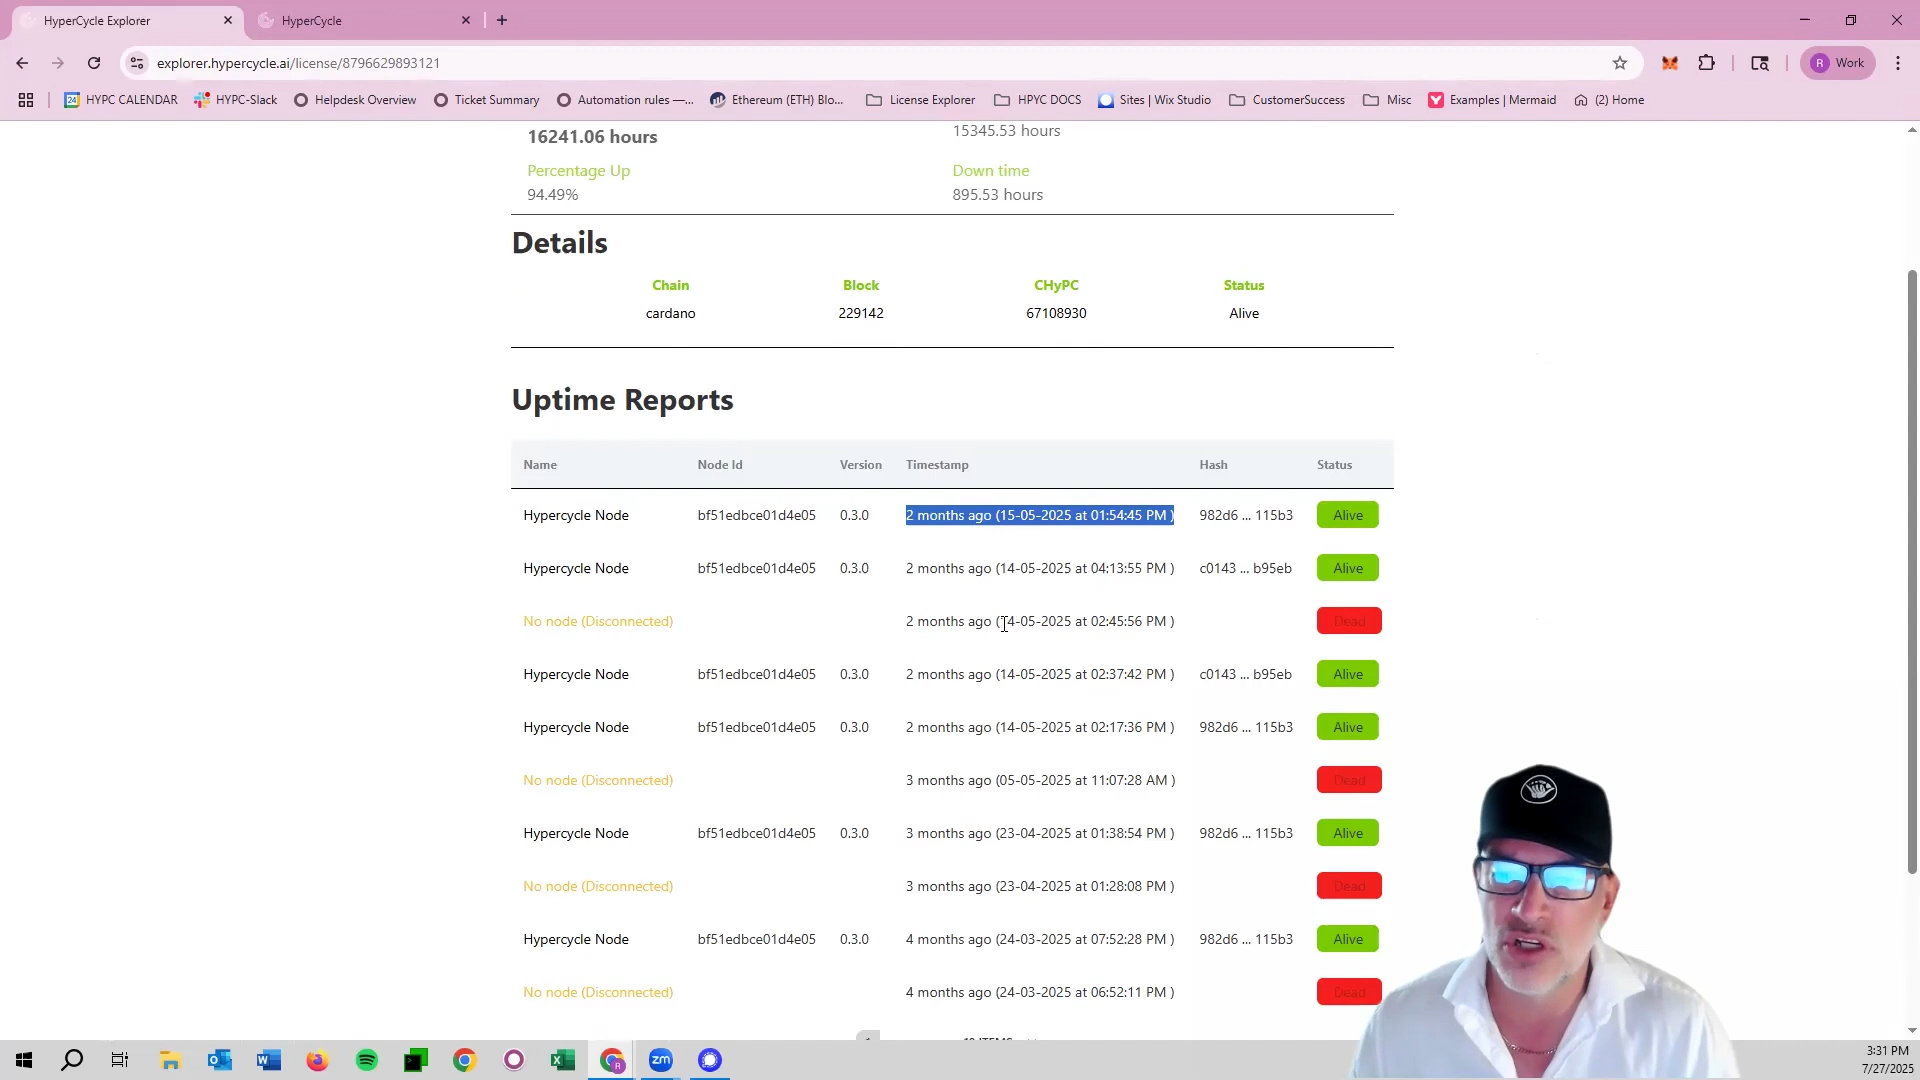 HyperCycle Explorer
HyperCycle
explorer.hypercycle.ai/license/8796629893121
R Work
24 HYPC CALENDAR HYPC-Slack Helpdesk Overview Ticket Summary Automation rules —... Ethereum (ETH) Blo... License Explorer HPYC DOCS Sites | Wix Studio CustomerSuccess Misc Examples | Mermaid (2) Home
16241.06 hours 15345.53 hours
Percentage Up Down time
94.49% 895.53 hours
Details
Chain Block CHyPC Status
cardano 229142 67108930 Alive
Uptime Reports
Name Node Id Version Timestamp Hash Status
Hypercycle Node bf51edbce01d4e05 0.3.0 2 months ago (15-05-2025 at 01:54:45 PM ) 982d6 ... 115b3 Alive
Hypercycle Node bf51edbce01d4e05 0.3.0 2 months ago (14-05-2025 at 04:13:55 PM ) c0143 ... b95eb Alive
No node (Disconnected) 2 months ago (14-05-2025 at 02:45:56 PM ) Dead
Hypercycle Node bf51edbce01d4e05 0.3.0 2 months ago (14-05-2025 at 02:37:42 PM ) c0143 ... b95eb Alive
Hypercycle Node bf51edbce01d4e05 0.3.0 2 months ago (14-05-2025 at 02:17:36 PM ) 982d6 ... 115b3 Alive
No node (Disconnected) 3 months ago (05-05-2025 at 11:07:28 AM ) Dead
Hypercycle Node bf51edbce01d4e05 0.3.0 3 months ago (23-04-2025 at 01:38:54 PM ) 982d6 ... 115b3 Alive
No node (Disconnected) 3 months ago (23-04-2025 at 01:28:08 PM ) Dead
Hypercycle Node bf51edbce01d4e05 0.3.0 4 months ago (24-03-2025 at 07:52:28 PM ) 982d6 ... 115b3 Alive
No node (Disconnected) 4 months ago (24-03-2025 at 06:52:11 PM ) Dead
zm
3:31 PM
7/27/2025